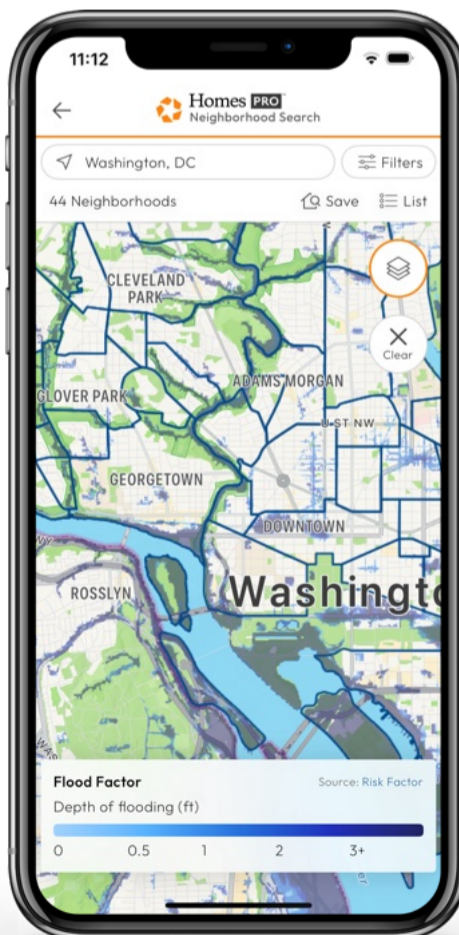 11:12
Homes PRO™
Neighborhood Search
Washington, DC
Filters
44 Neighborhoods
Save
List
CLEVELAND
PARK
Clear
GLOVER PARK
ADAMS MORGAN
U ST NW
GEORGETOWN
DOWNTOWN
ROSSLYN
Washingto
Flood Factor
Source: Risk Factor
Depth of flooding (ft)
0 0.5 1 2 3+